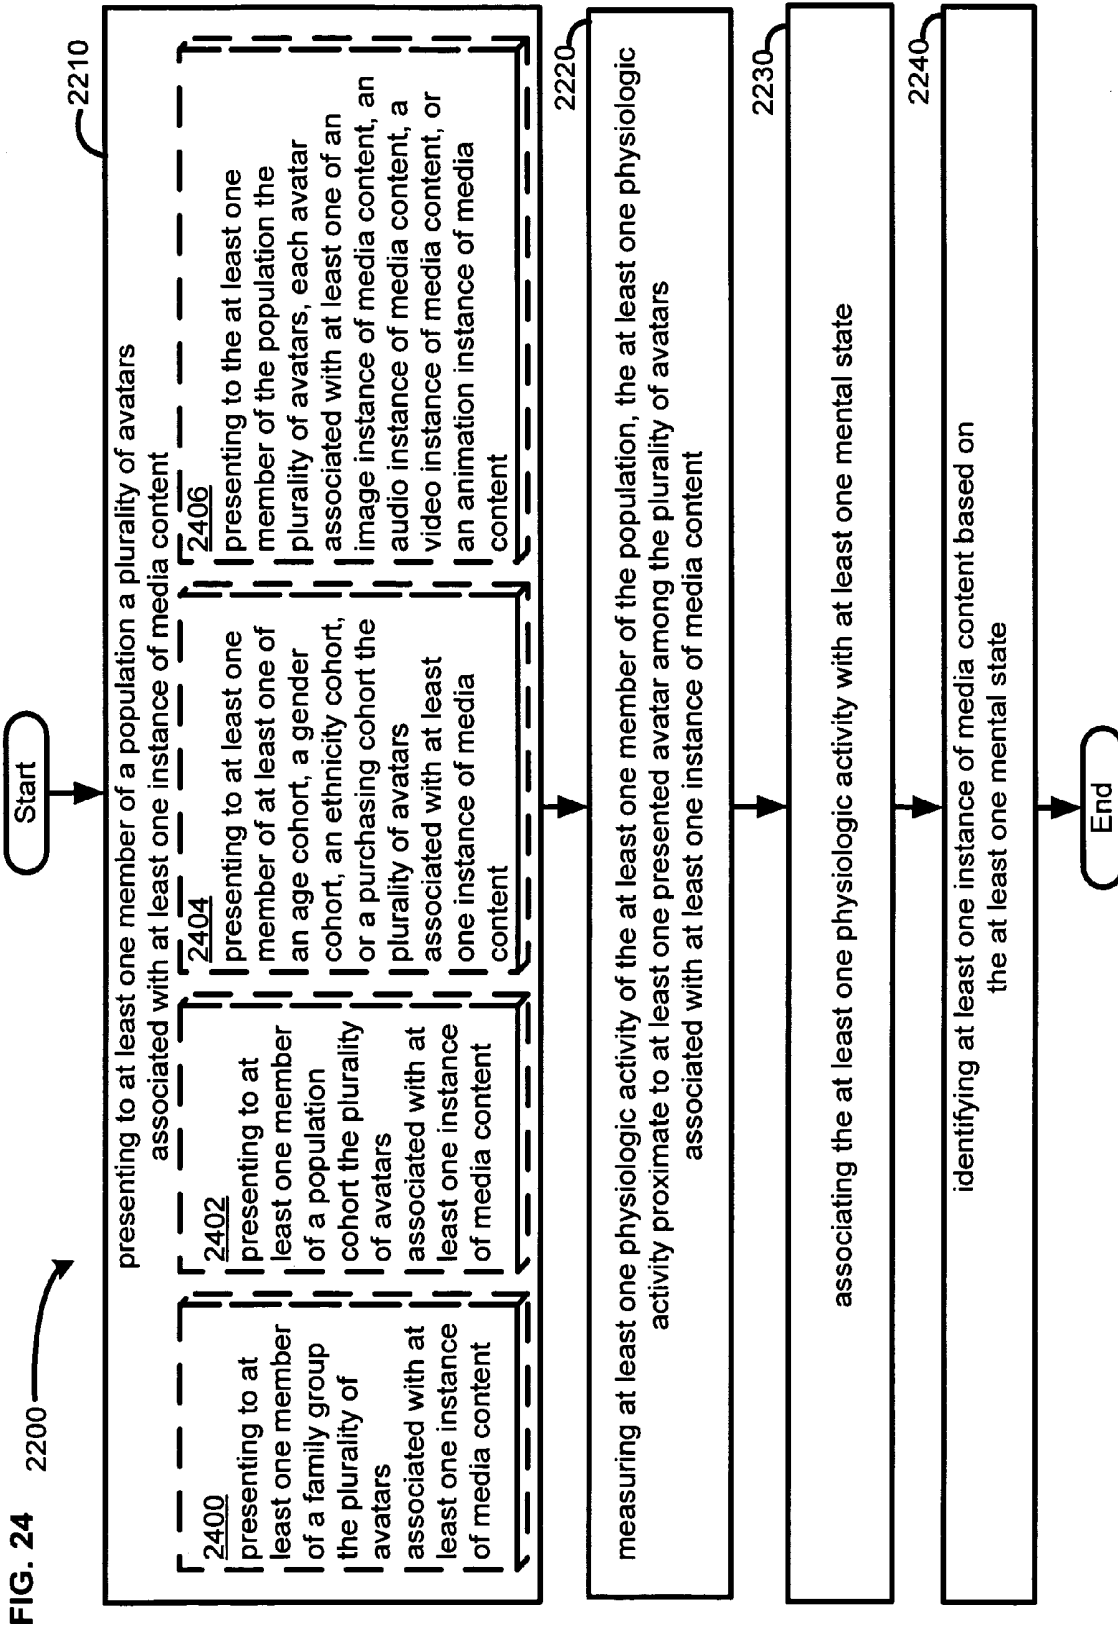 FIG. 24
2200
Start
2210
presenting to at least one member of a population a plurality of avatars
associated with at least one instance of media content
2400
presenting to at
least one member
of a family group
the plurality of
avatars
associated with at
least one instance
of media content
2402
presenting to at
least one member
of a population
cohort the plurality
of avatars
associated with at
least one instance
of media content
2404
presenting to at least one
member of at least one of
an age cohort, a gender
cohort, an ethnicity cohort,
or a purchasing cohort the
plurality of avatars
associated with at least
one instance of media
content
2406
presenting to the at least one
member of the population the
plurality of avatars, each avatar
associated with at least one of an
image instance of media content, an
audio instance of media content, a
video instance of media content, or
an animation instance of media
content
2220
measuring at least one physiologic activity of the at least one member of the population, the at least one physiologic
activity proximate to at least one presented avatar among the plurality of avatars
associated with at least one instance of media content
2230
associating the at least one physiologic activity with at least one mental state
2240
identifying at least one instance of media content based on
the at least one mental state
End